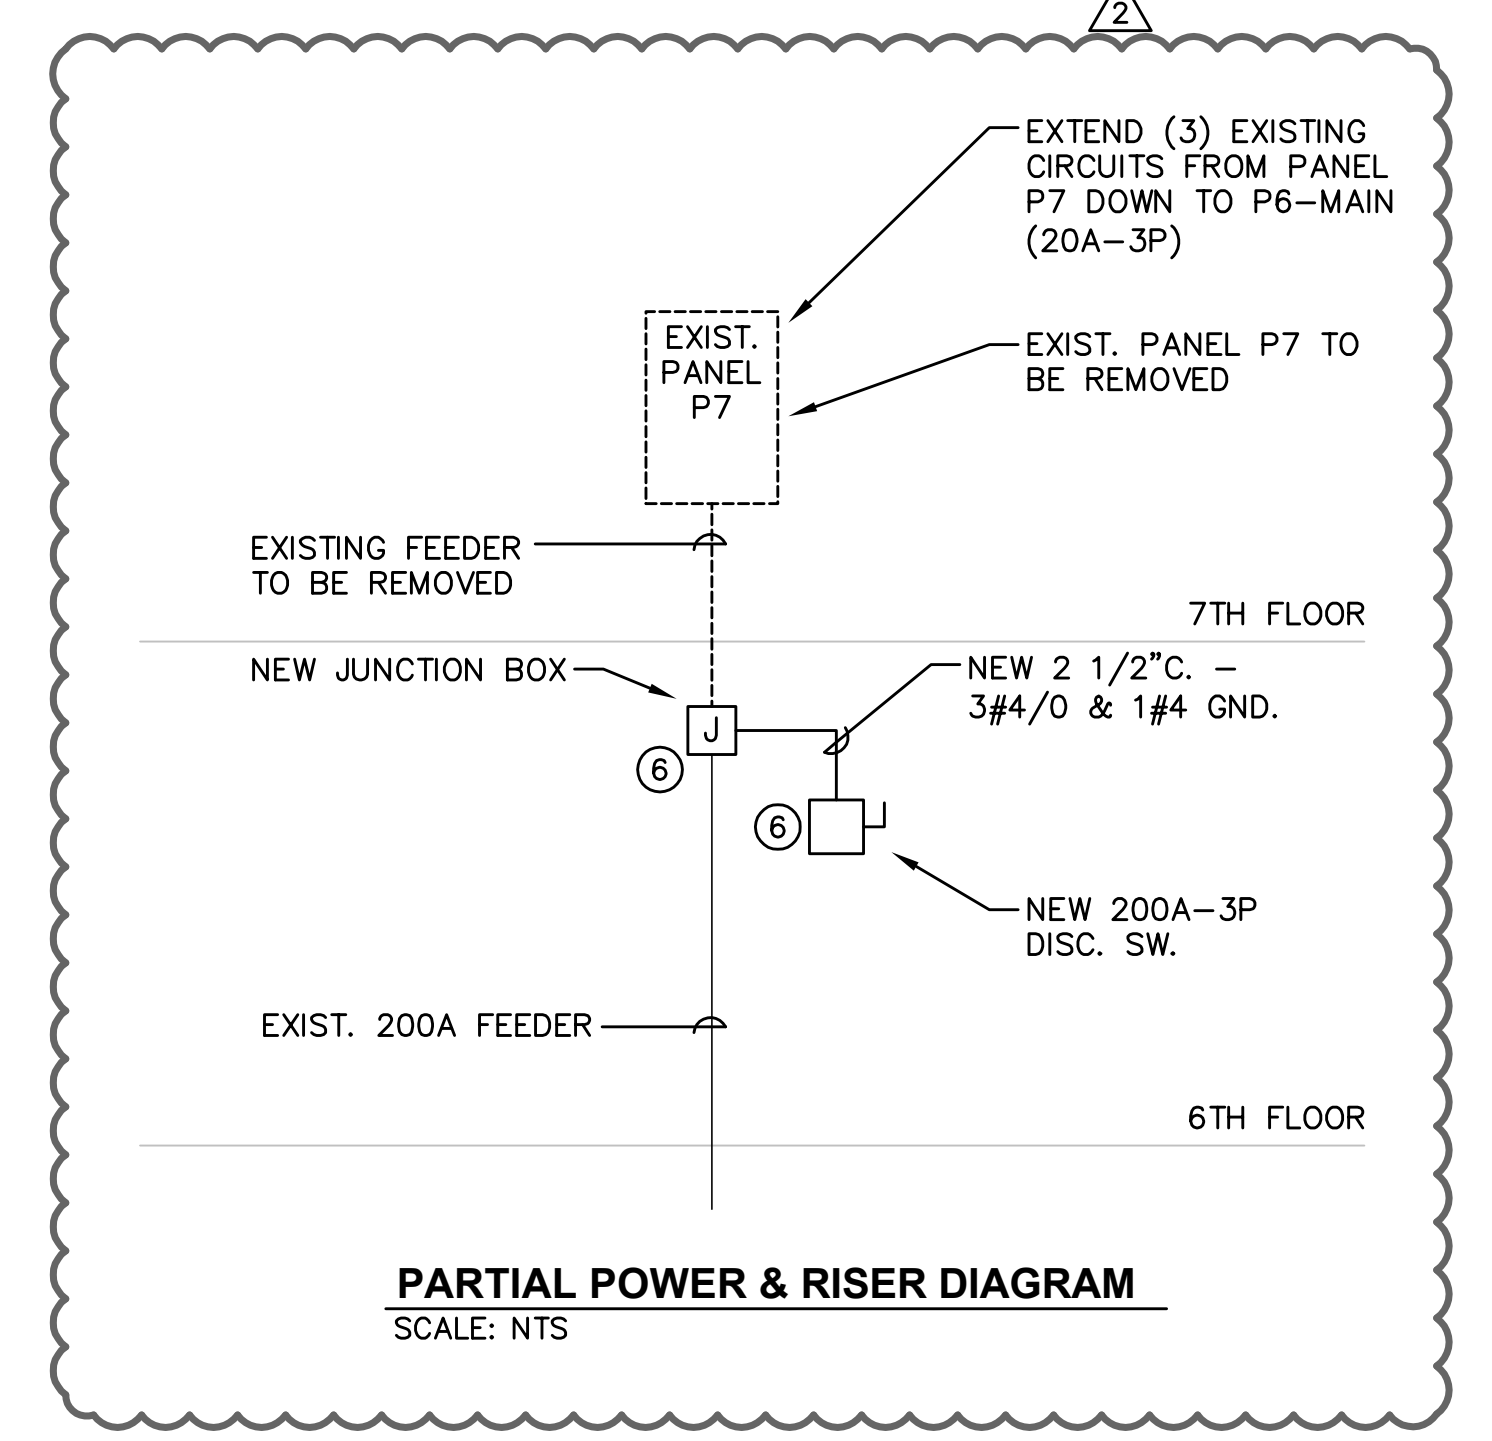 2
EXTEND (3) EXISTING
CIRCUITS FROM PANEL
P7 DOWN TO P6-MAIN
(20A-3P)
EXIST.
PANEL
P7
EXIST. PANEL P7 TO
BE REMOVED
EXISTING FEEDER
TO BE REMOVED
7TH FLOOR
NEW JUNCTION BOX
NEW 2 1/2”C. -
3#4/0 & 1#4 GND.
J
6
6
NEW 200A-3P
DISC. SW.
EXIST. 200A FEEDER
6TH FLOOR
PARTIAL POWER & RISER DIAGRAM
SCALE: NTS